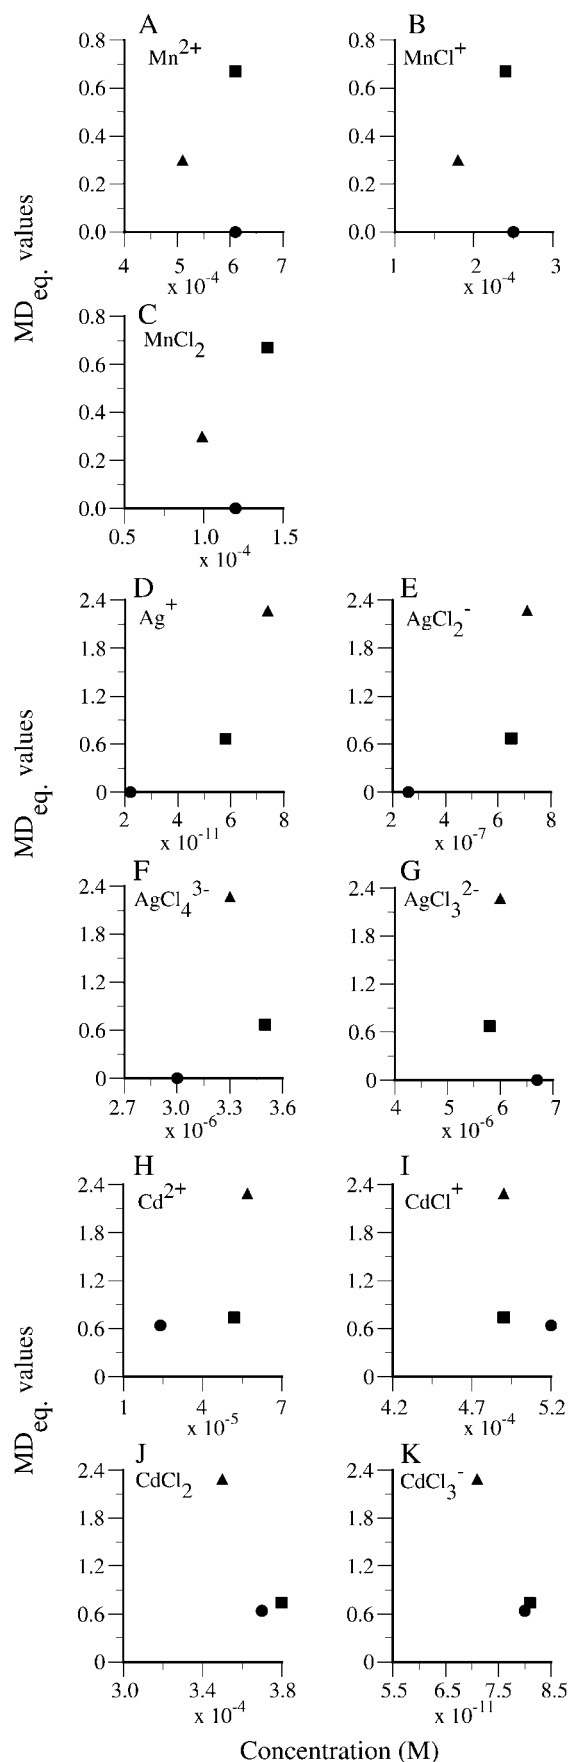 A B
Mn2+ MnCl+
0.8 0.8
0.6 0.6
0.4 0.4
0.2 0.2
0.0 0.0
4 5 6 7 1 2 3
x 10-4 x 10-4
MDeq. values
C
MnCl2
0.8
0.6
0.4
0.2
0.0
0.5 1.0 1.5
x 10-4
D E
Ag+ AgCl2-
2.4 2.4
1.8 1.8
1.2 1.2
0.6 0.6
0 0
2 4 6 8 2 4 6 8
x 10-11 x 10-7
MDeq. values
F G
AgCl43- AgCl32-
2.4 2.4
1.8 1.8
1.2 1.2
0.6 0.6
0 0
2.7 3.0 3.3 3.6 4 5 6 7
x 10-6 x 10-6
H I
Cd2+ CdCl+
2.4 2.4
1.8 1.8
1.2 1.2
0.6 0.6
0 0
1 4 7 4.2 4.7 5.2
x 10-5 x 10-4
MDeq. values
J K
CdCl2 CdCl3-
2.4 2.4
1.8 1.8
1.2 1.2
0.6 0.6
0 0
3.0 3.4 3.8 5.5 6.5 7.5 8.5
x 10-4 x 10-11
Concentration (M)